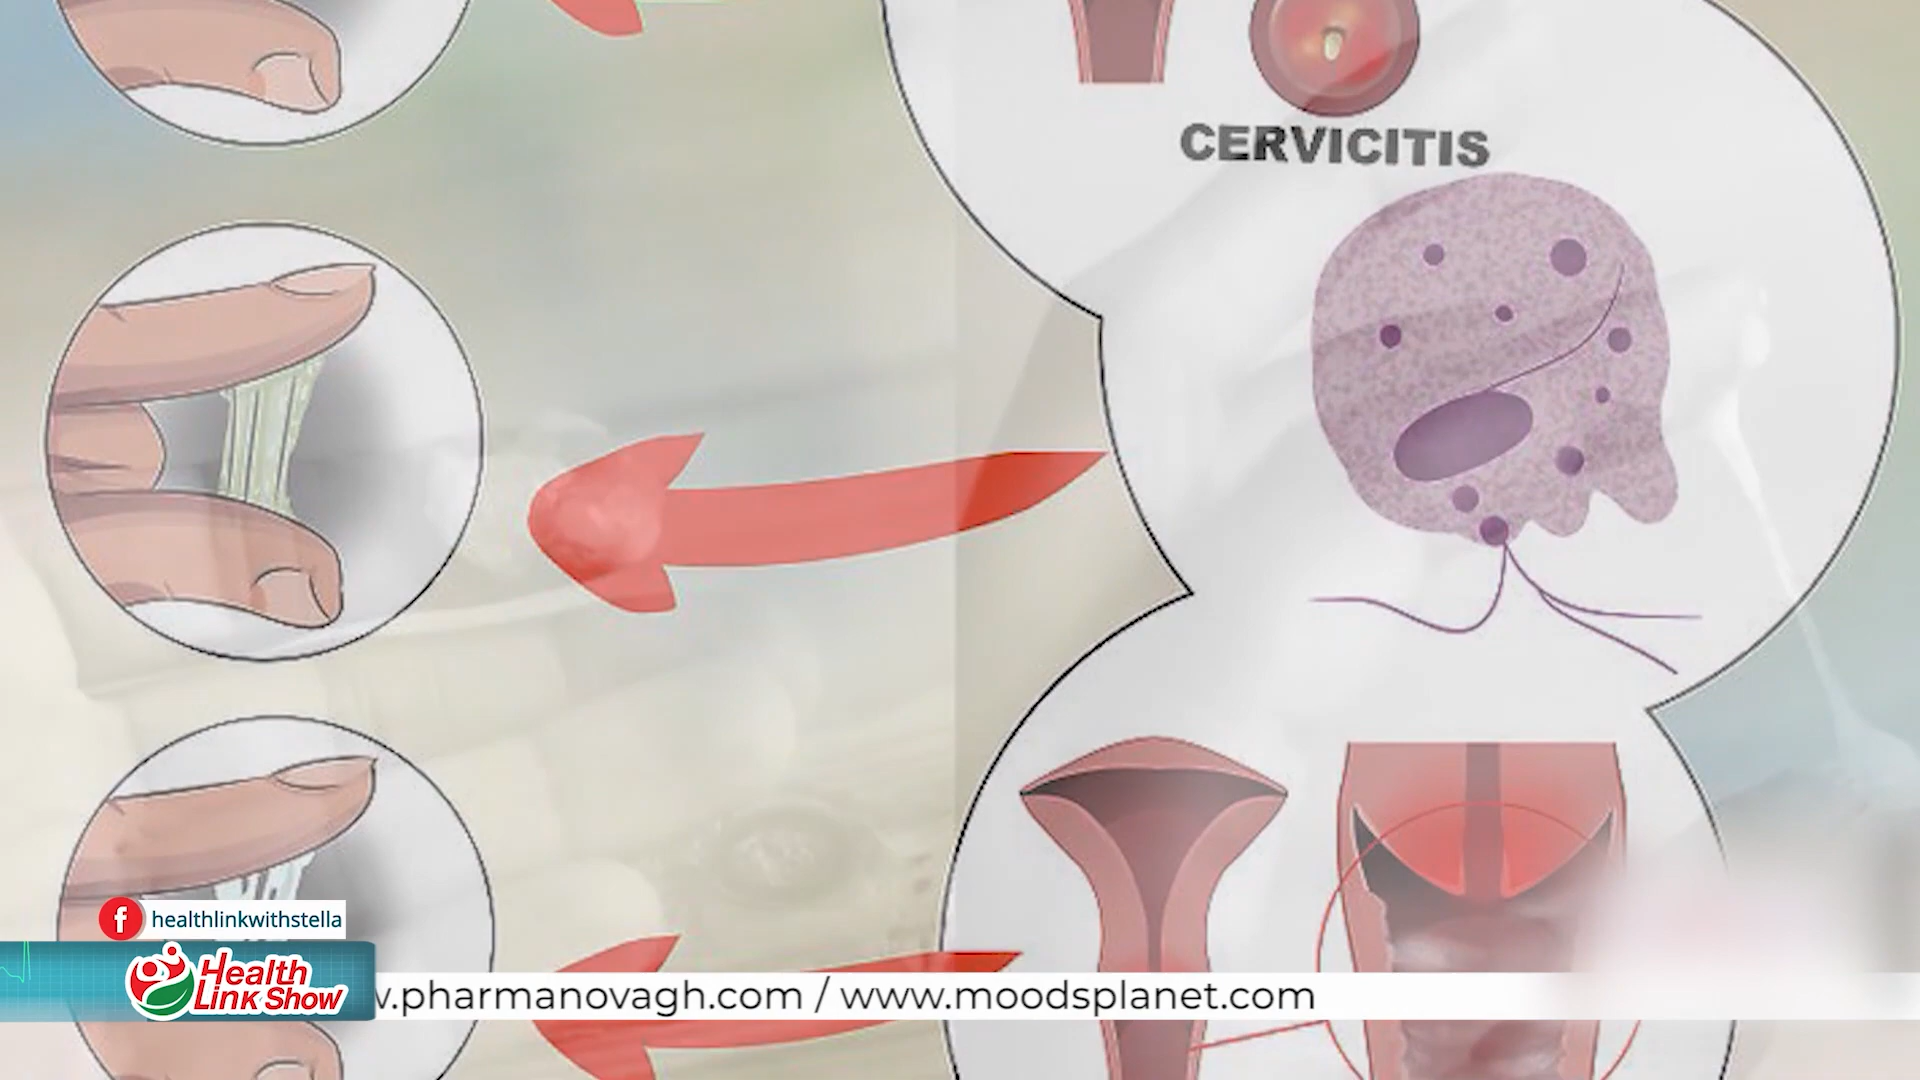 CERVICITIS
healthlinkwithstella
Health
Link Show
.pharmanovagh.com / www.moodsplanet.com